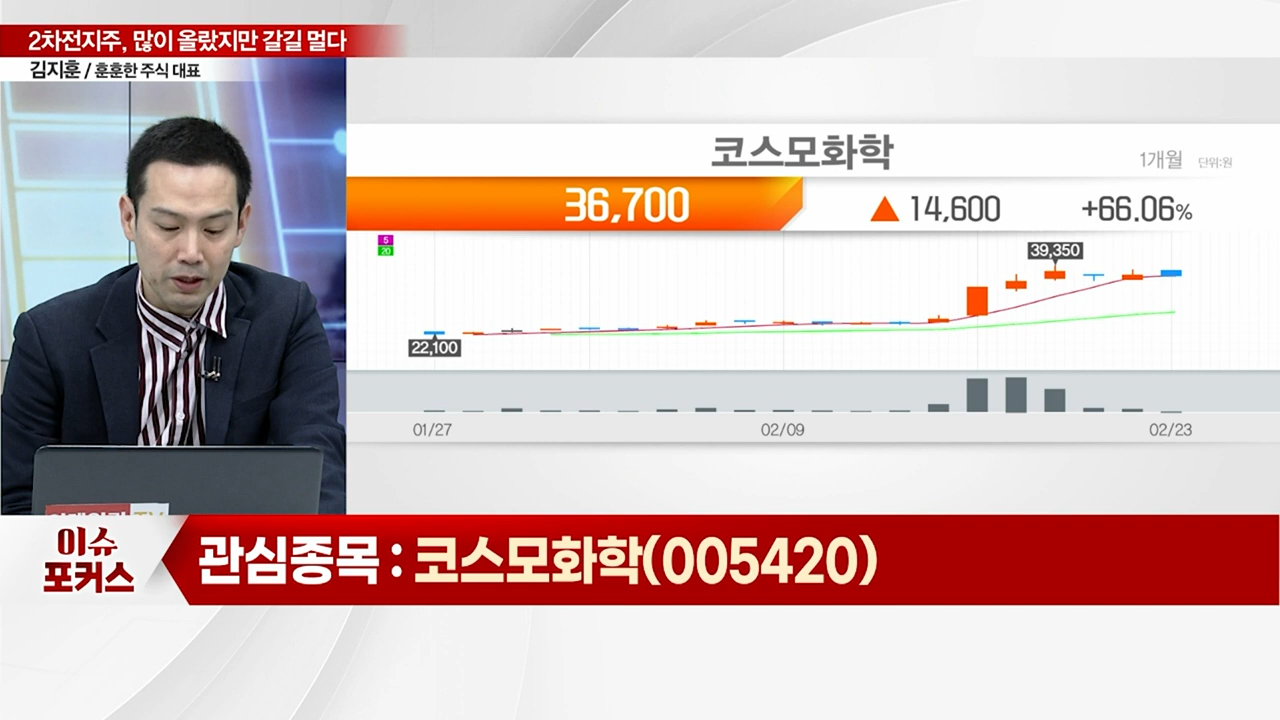 2차전지주, 많이 올랐지만 갈길 멀다
김지훈 / 훈훈한 주식 대표
코스모화학
1개월 단위:원
36,700 ▲ 14,600 +66.06%
5
20
39,350
22,100
01/27 02/09 02/23
이슈
포커스
관심종목 : 코스모화학(005420)